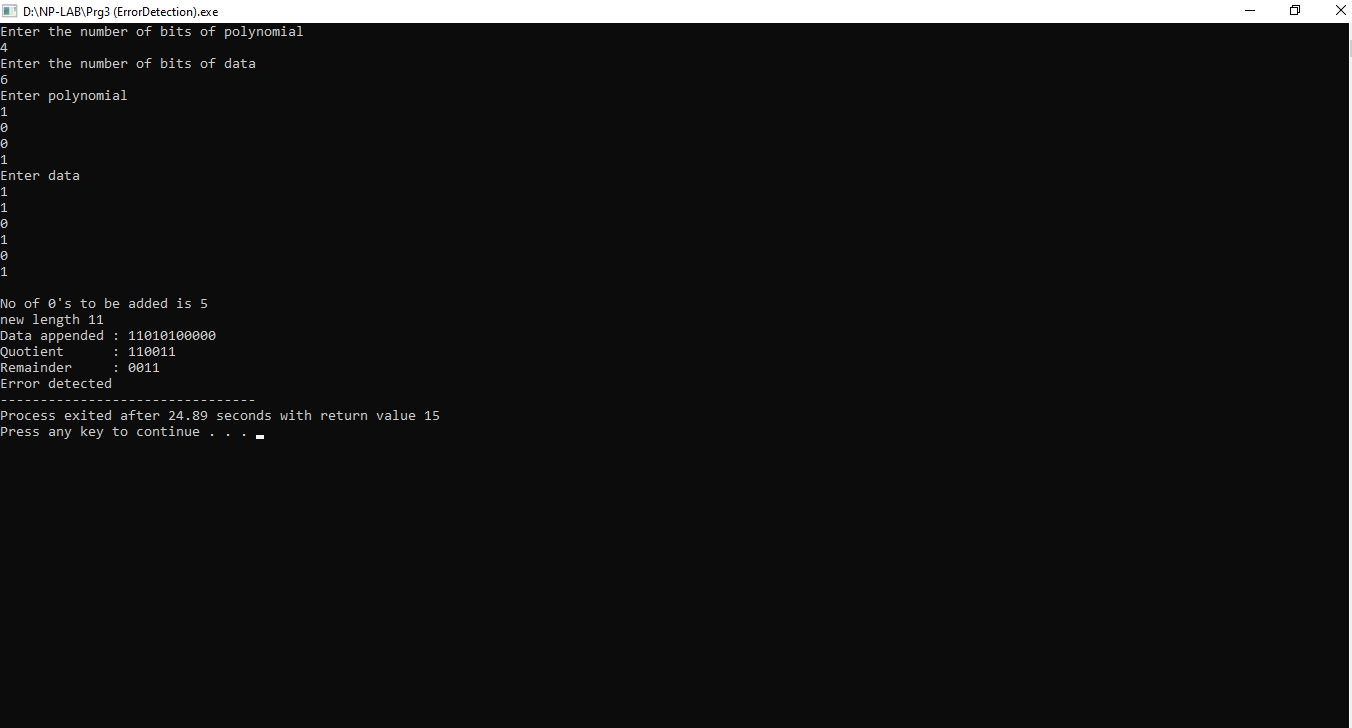 D:\NP-LAB\Prg3 (ErrorDetection).exe
Enter the number of bits of polynomial
4
Enter the number of bits of data
6
Enter polynomial
1
0
0
1
Enter data
1
1
0
1
0
1
No of 0's to be added is 5
new length 11
Data appended : 11010100000
Quotient      : 110011
Remainder     : 0011
Error detected
--------------------------------
Process exited after 24.89 seconds with return value 15
Press any key to continue . . .